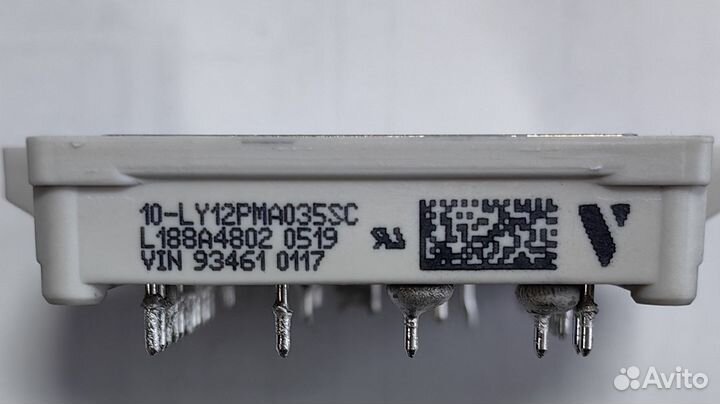 10-LY12PMA035SC
L188A4802 0519
VIN 93461 0117
Avito